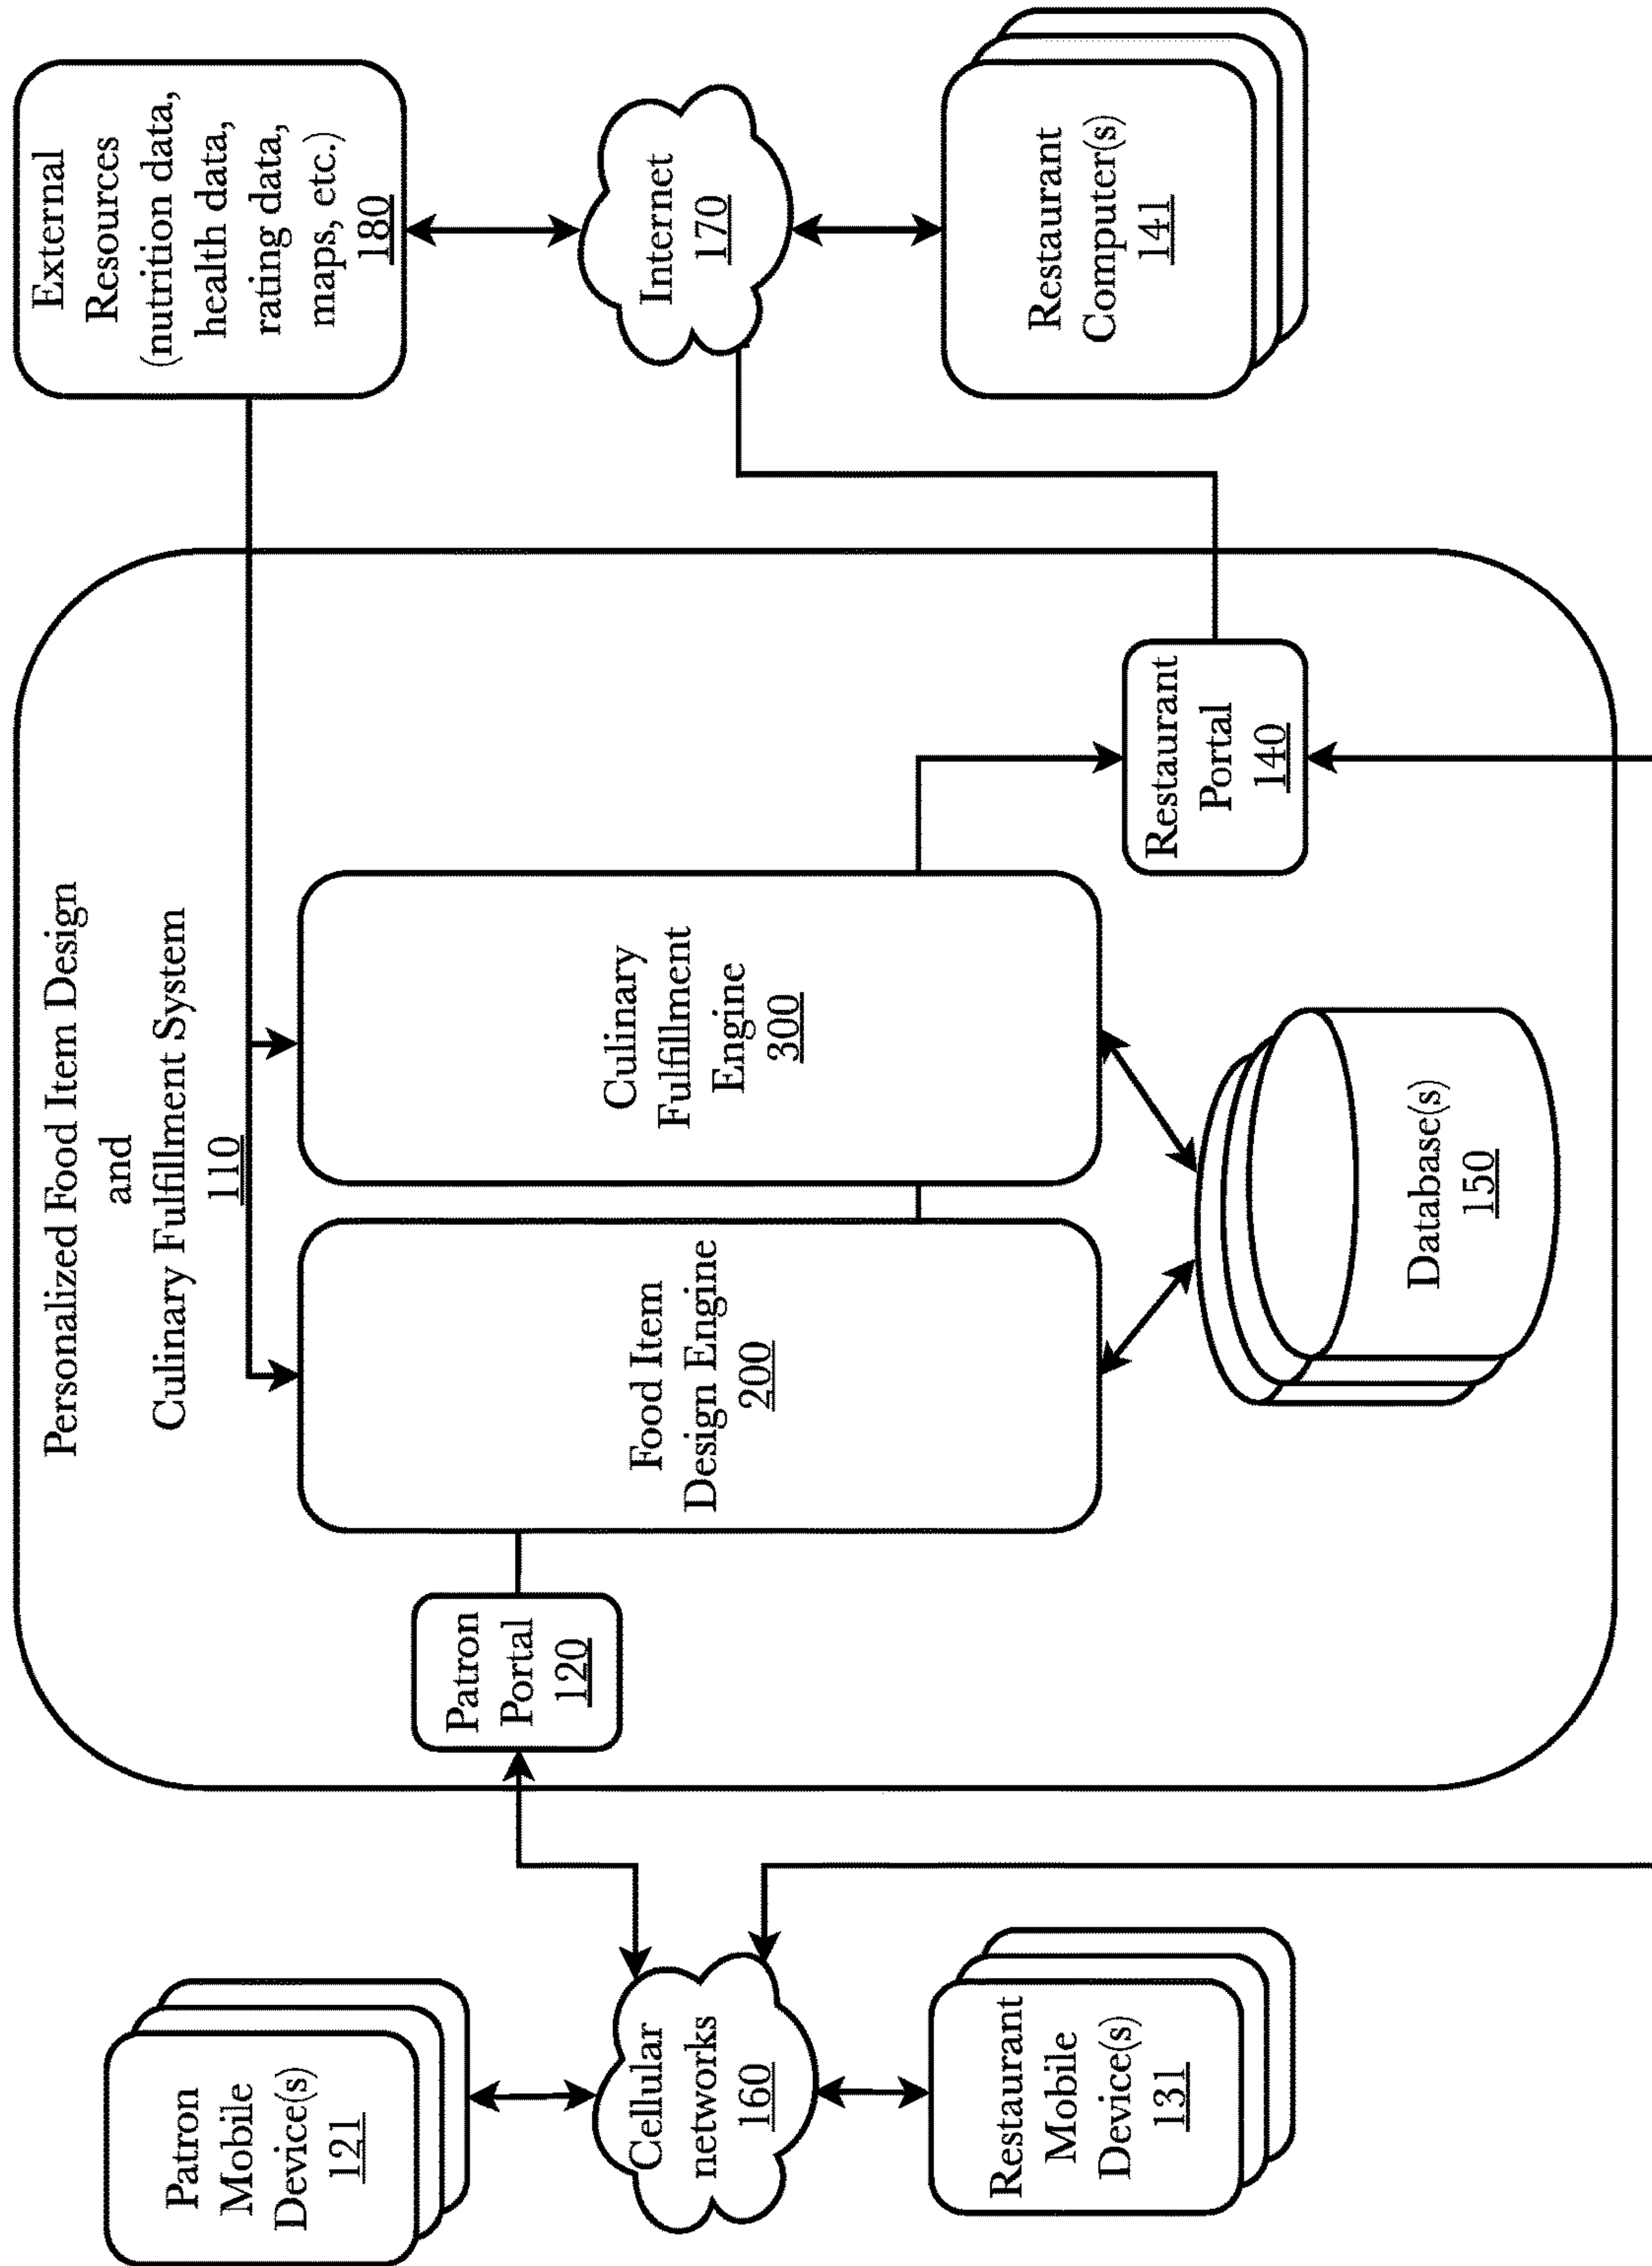 Patron
Mobile
Device(s)
121
Cellular
networks
160
Restaurant
Mobile
Device(s)
131
Personalized Food Item Design
and
Culinary Fulfillment System
110
Patron
Portal
120
Food Item
Design Engine
200
Culinary
Fulfillment
Engine
300
Database(s)
150
Restaurant
Portal
140
External
Resources
(nutrition data,
health data,
rating data,
maps, etc.)
180
Internet
170
Restaurant
Computer(s)
141